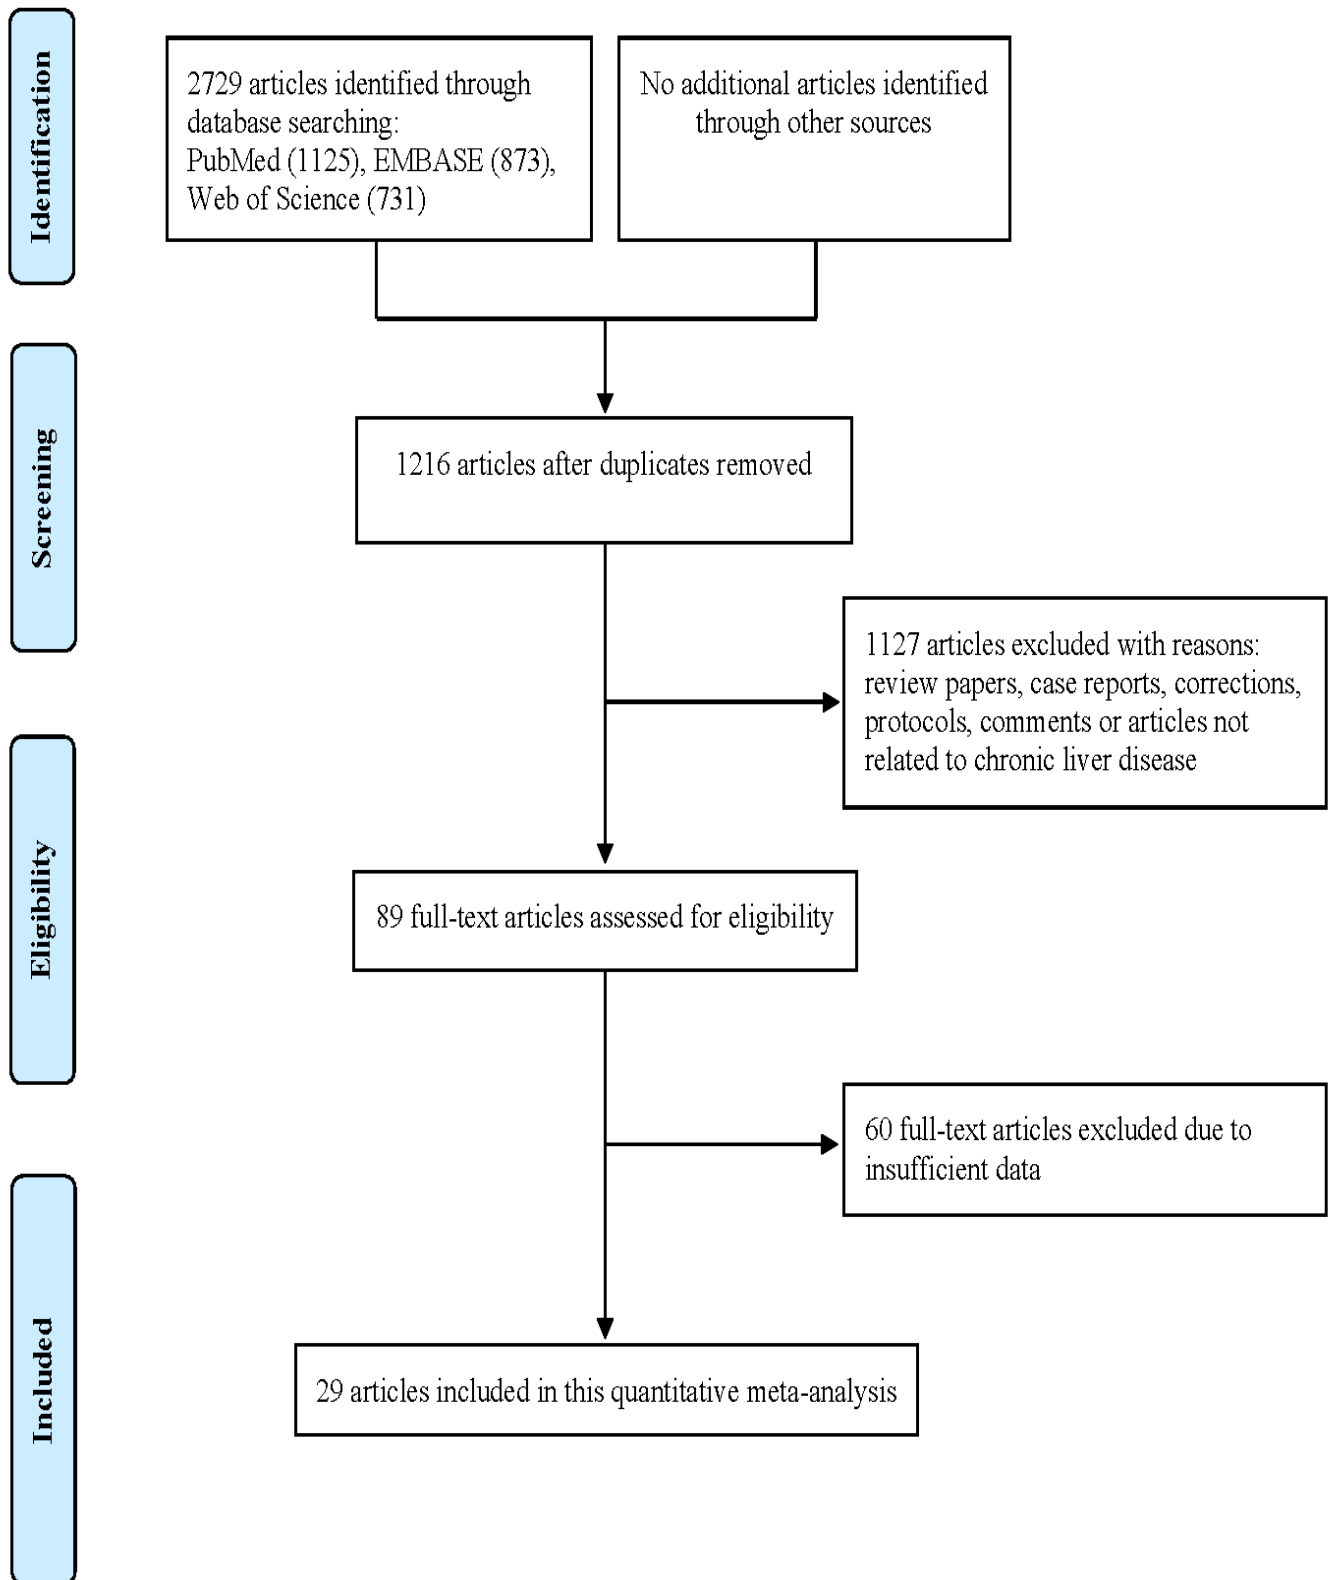 Identification
2729 articles identified through
database searching:
PubMed (1125), EMBASE (873),
Web of Science (731)
No additional articles identified
through other sources
Screening
1216 articles after duplicates removed
1127 articles excluded with reasons:
review papers, case reports, corrections,
protocols, comments or articles not
related to chronic liver disease
Eligibility
89 full-text articles assessed for eligibility
60 full-text articles excluded due to
insufficient data
Included
29 articles included in this quantitative meta-analysis